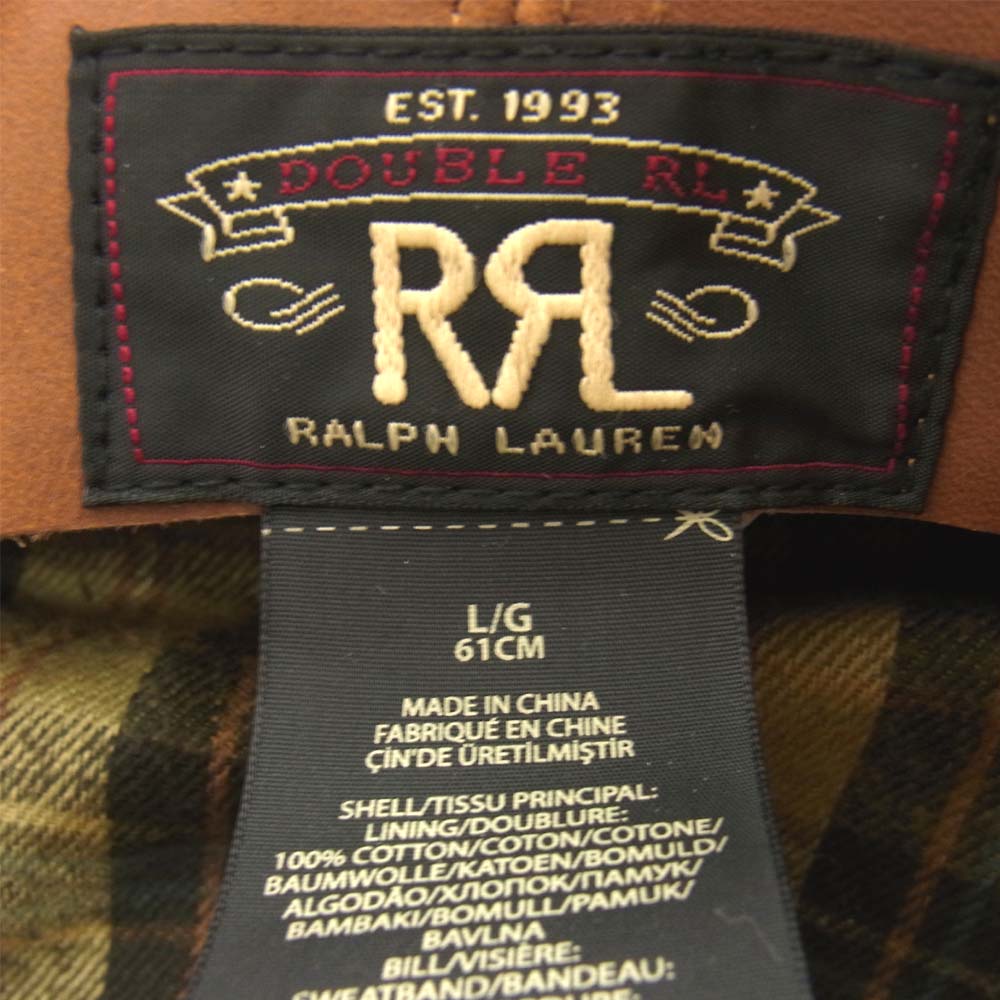 EST. 1993
DOUBLE RL
RRL
RALPH LAUREN
L/G
61CM
MADE IN CHINA
FABRIQUÉ EN CHINE
ÇİN'DE ÜRETİLMİŞTİR
SHELL/TISSU PRINCIPAL:
LINING/DOUBLURE:
100% COTTON/COTON/COTONE/
BAUMWOLLE/KATOEN/BOMULD/
ALGODÃO/ХЛОПОК/ПАМУК/
BAMBAKI/BOMULL/PAMUK/
BAVLNA
BILL/VISIÈRE:
SWEATBAND/BANDEAU: